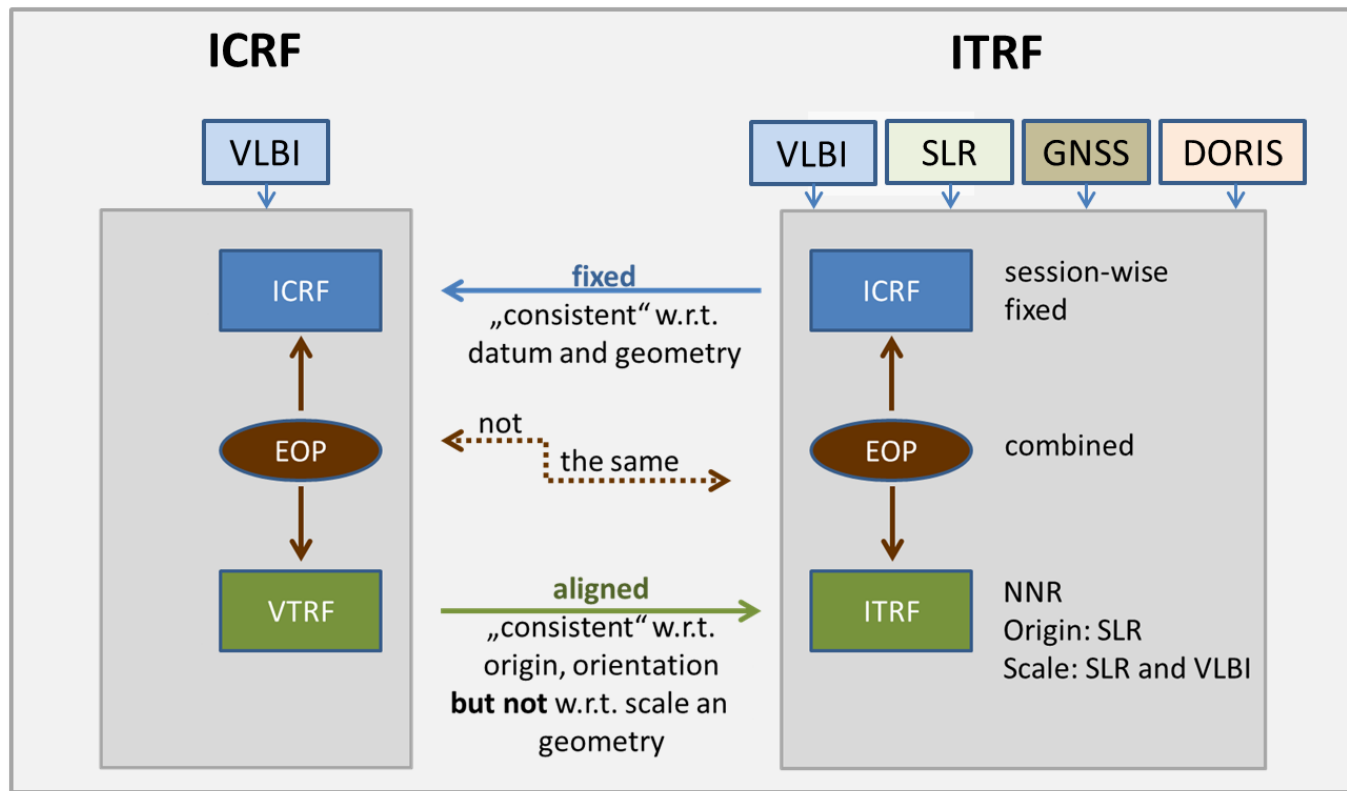 ICRF
ITRF
VLBI
VLBI
SLR
GNSS
DORIS
ICRF
fixed
„consistent“ w.r.t.
datum and geometry
ICRF
session-wise
fixed
EOP
not
the same
EOP
combined
VTRF
aligned
„consistent“ w.r.t.
origin, orientation
but not w.r.t. scale an
geometry
ITRF
NNR
Origin: SLR
Scale: SLR and VLBI